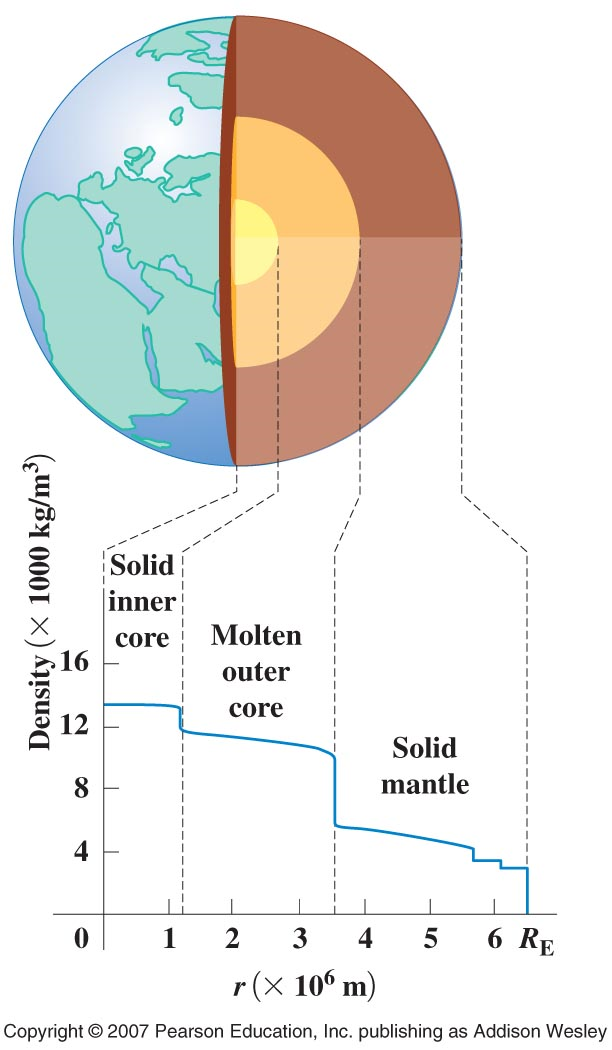 Solid
inner
core
Molten
outer
core
Solid
mantle
Density (× 1000 kg/m³)
16
12
8
4
0 1 2 3 4 5 6 R_E
r (× 10⁶ m)
Copyright © 2007 Pearson Education, Inc. publishing as Addison Wesley